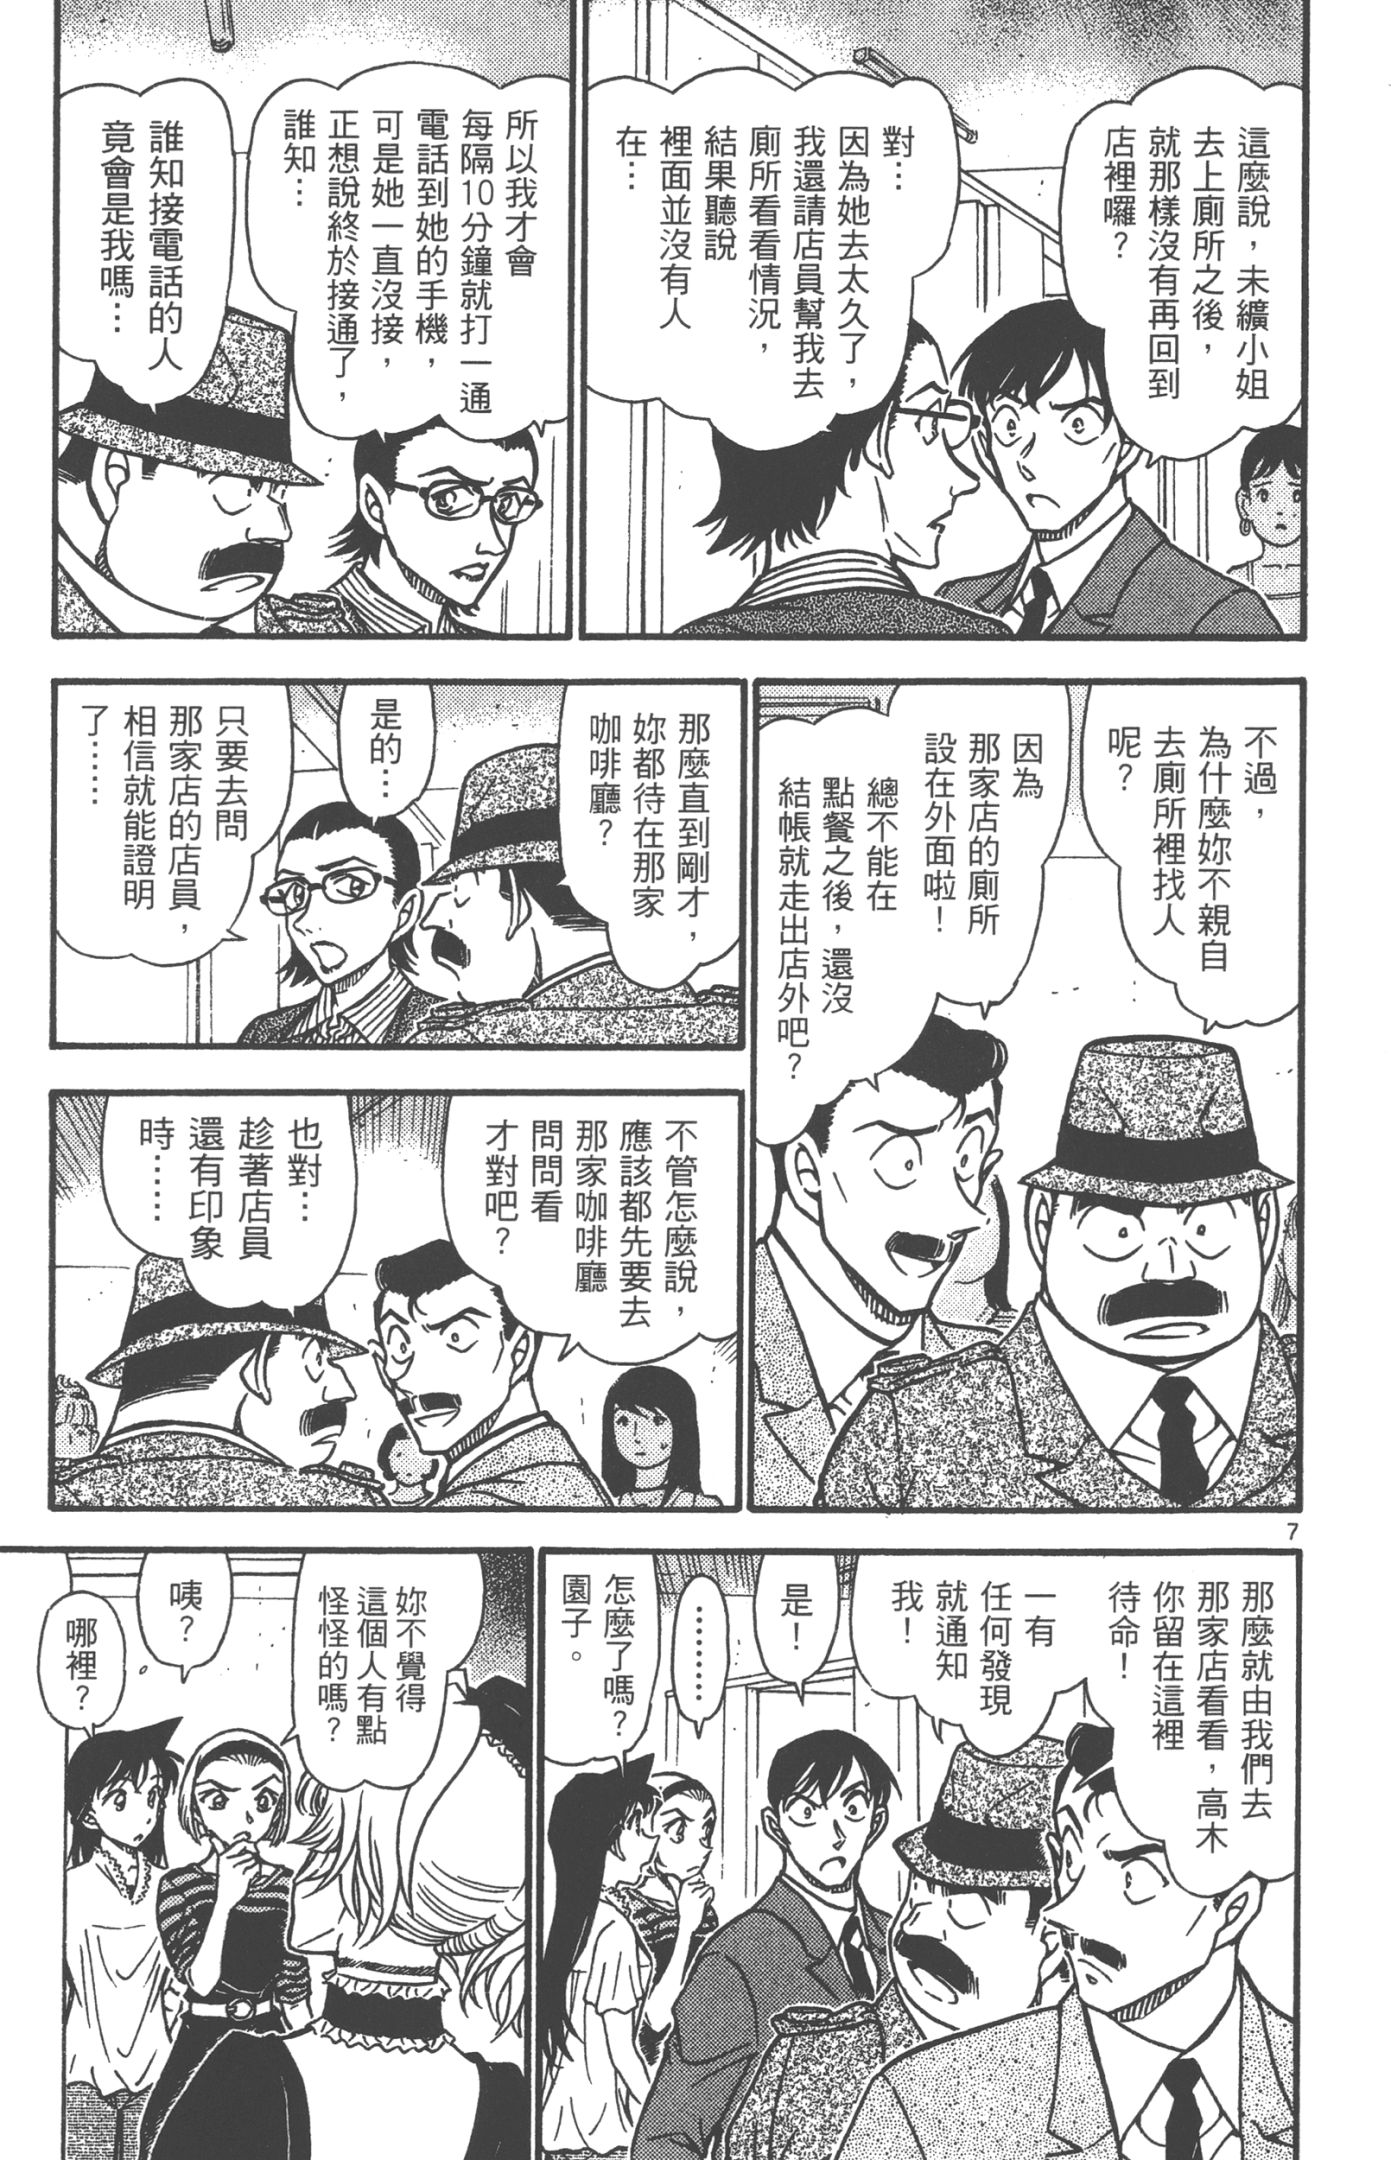 這麼說，未纊小姐
去上廁所之後，
就那樣沒有再回到
店裡囉？
對…
因為她去太久了，
我還請店員幫我去
廁所看看情況，
結果聽說
裡面並沒有人
在…
所以我才會
每隔10分鐘就打一通
電話到她的手機，
可是她一直沒接，
正想說終於接通了，
誰知…
誰知接電話的人
竟會是我嗎…
不過，
為什麼妳不親自
去廁所裡找人
呢？
因為
那家店的廁所
設在外面啦！
總不能在
點餐之後，還沒
結帳就走出店外吧？
那麼直到剛才，
妳都待在那家
咖啡廳？
是的…
只要去問
那家店的店員，
相信就能證明
了……
不管怎麼說，
應該都先要去
那家咖啡廳
問問看
才對吧？
也對…
趁著店員
還有印象
時……
7
那麼就由我們去
那家店看看，高木
你留在這裡
待命！
一有
任何發現
就通知
我！
是！
………
怎麼了嗎？
園子。
妳不覺得
這個人有點
怪怪的嗎？
咦？
哪裡？